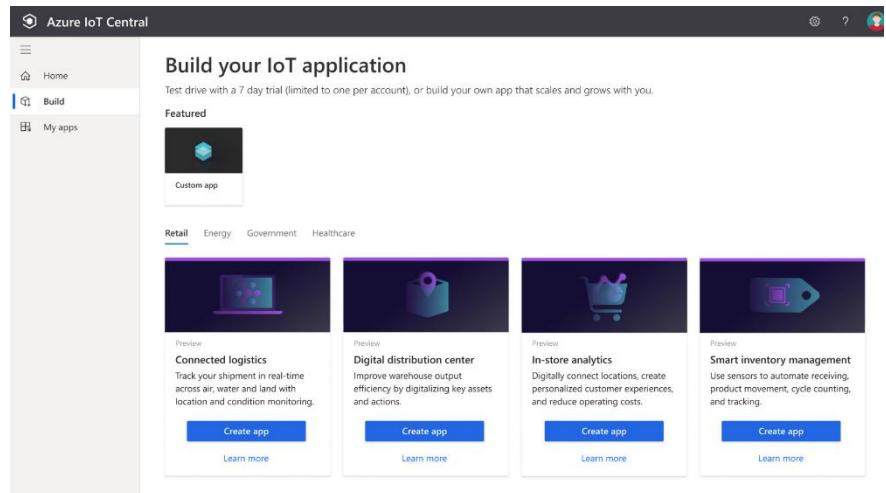 Azure IoT Central
?
Home
Build
My apps
Build your IoT application
Test drive with a 7 day trial (limited to one per account), or build your own app that scales and grows with you.
Featured
Custom app
Retail Energy Government Healthcare
Preview
Connected logistics
Track your shipment in real-time
across air, water and land with
location and condition monitoring.
Create app
Learn more
Preview
Digital distribution center
Improve warehouse output
efficiency by digitalizing key assets
and actions.
Create app
Learn more
Preview
In-store analytics
Digitally connect locations, create
personalized customer experiences,
and reduce operating costs.
Create app
Learn more
Preview
Smart inventory management
Use sensors to automate receiving,
product movement, cycle counting,
and tracking.
Create app
Learn more